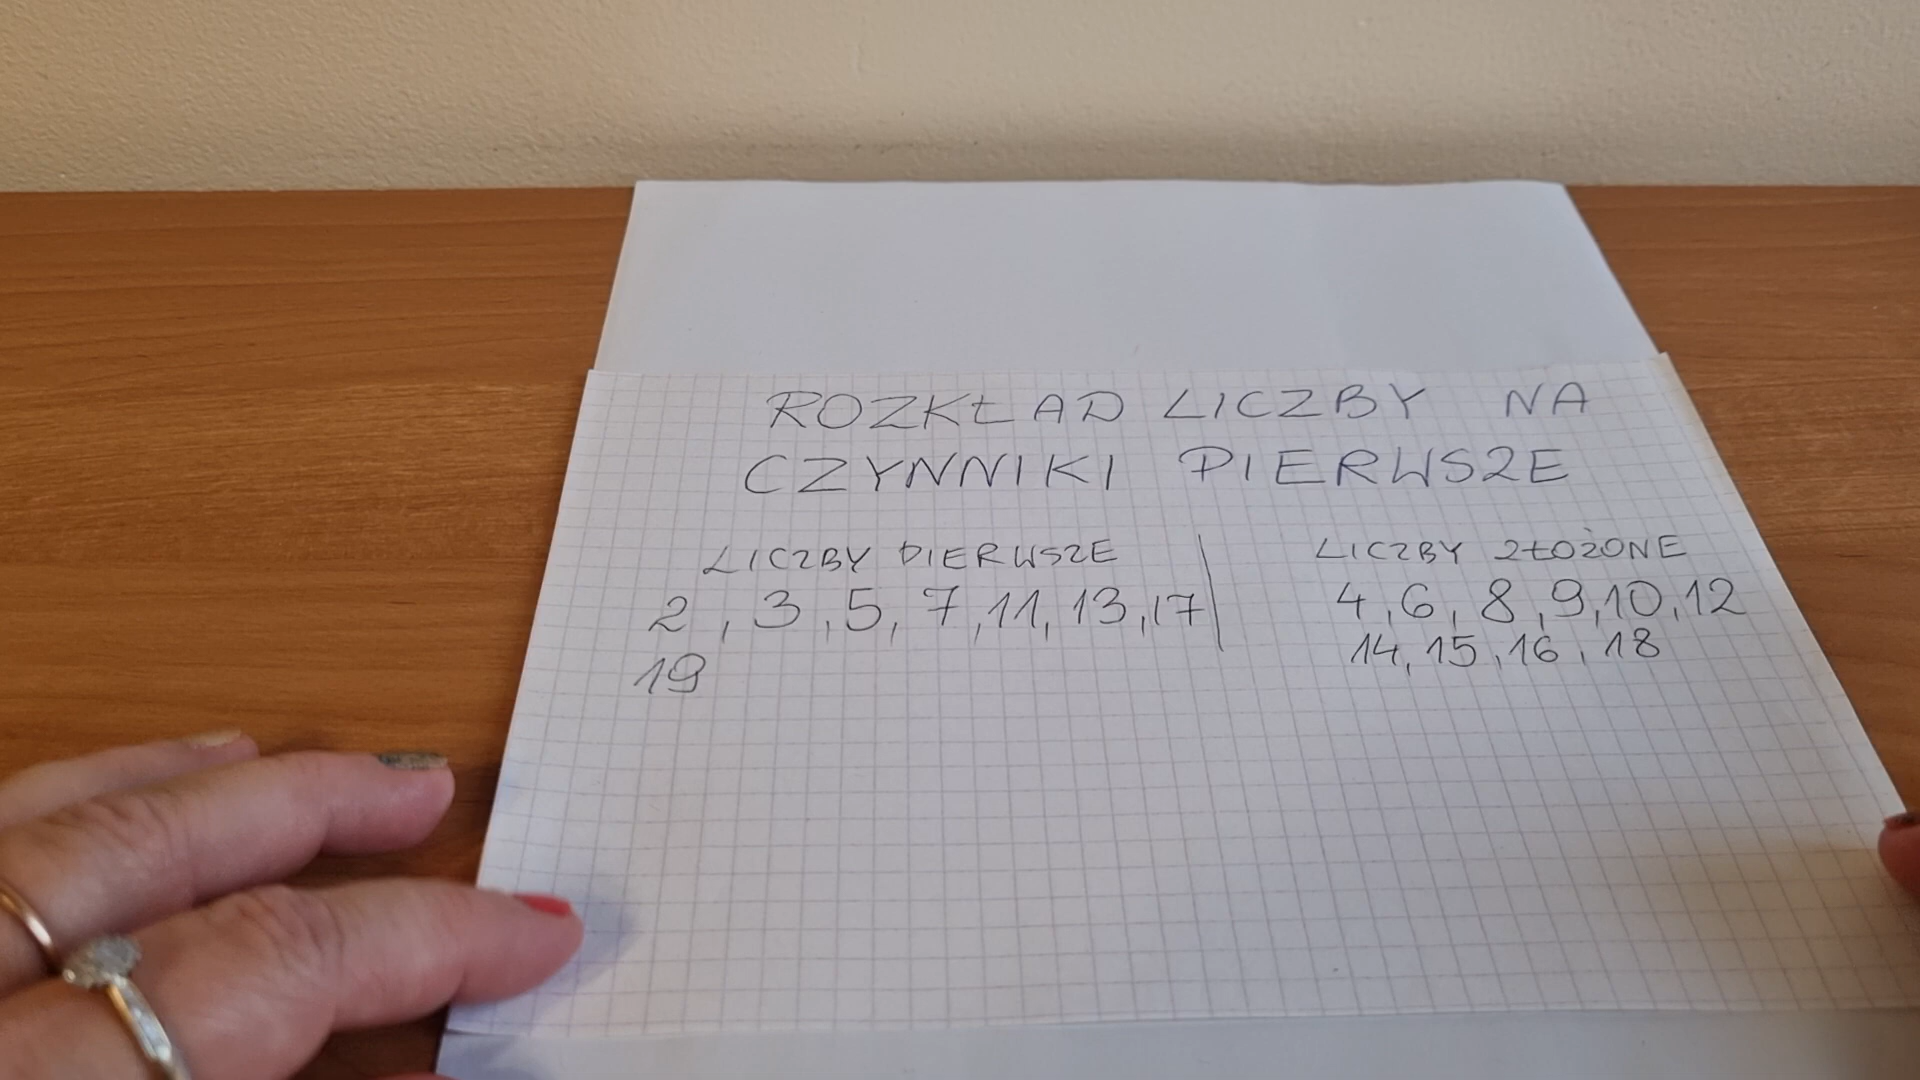 ROZKŁAD LICZBY NA
CZYNNIKI PIERWSZE
LICZBY PIERWSZE
2, 3, 5, 7, 11, 13, 17
19
LICZBY ZŁOŻONE
4, 6, 8, 9, 10, 12
14, 15, 16, 18